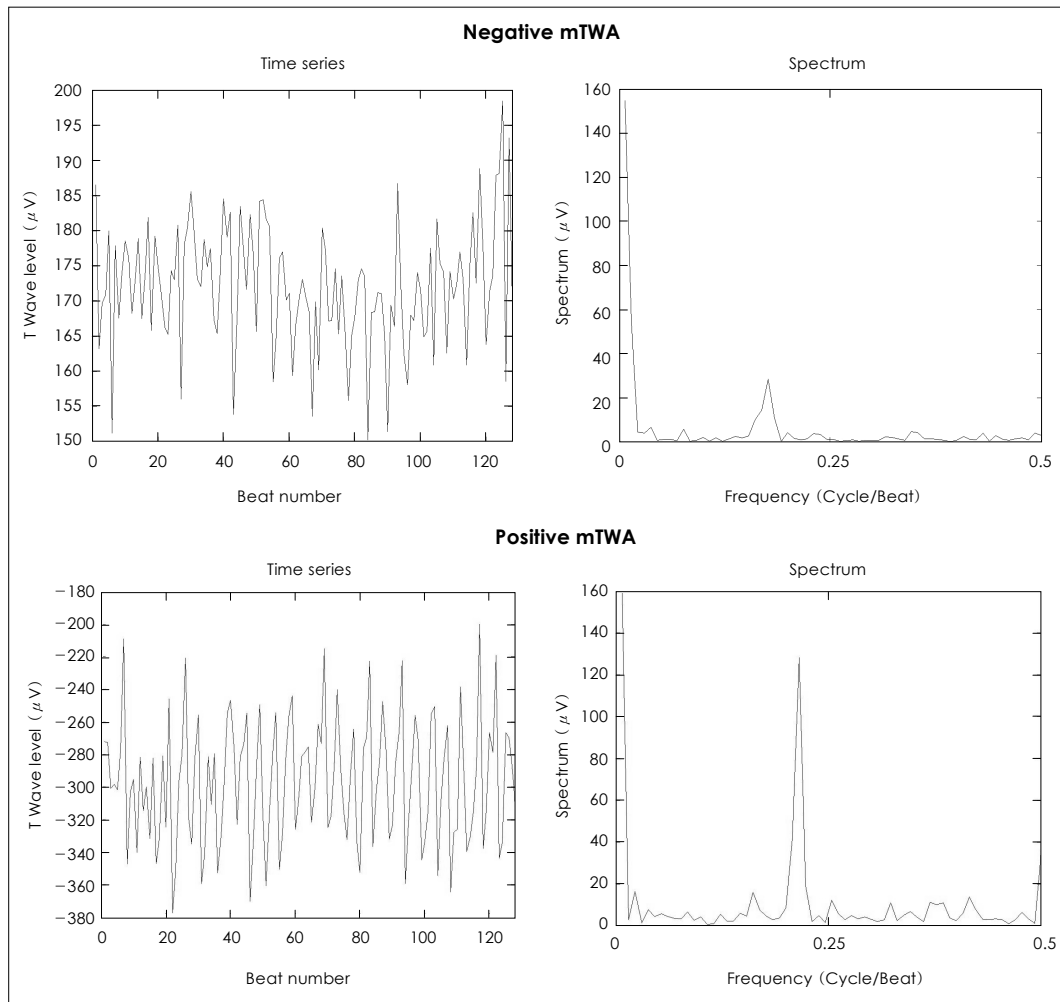 Negative mTWA
Time series
200
195
190
185
180
175
170
165
160
155
150
T Wave level (μV)
0 20 40 60 80 100 120
Beat number
Spectrum
160
140
120
100
80
60
40
20
0
Spectrum (μV)
0 0.25 0.5
Frequency (Cycle/Beat)
Positive mTWA
Time series
−180
−200
−220
−240
−260
−280
−300
−320
−340
−360
−380
T Wave level (μV)
0 20 40 60 80 100 120
Beat number
Spectrum
160
140
120
100
80
60
40
20
0
Spectrum (μV)
0 0.25 0.5
Frequency (Cycle/Beat)